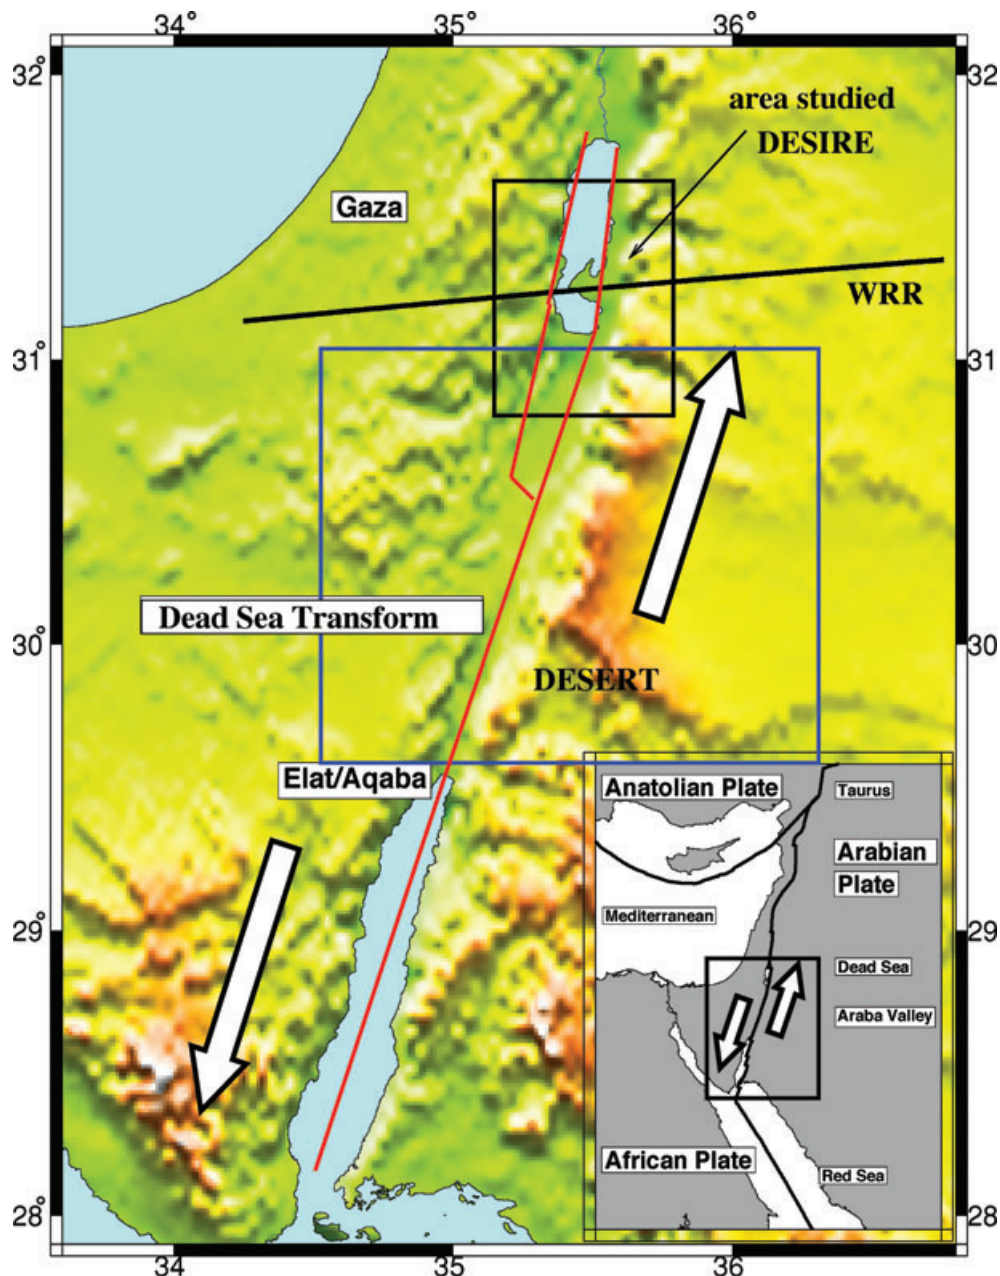 34° 35° 36°
32° 32°
area studied
DESIRE
Gaza
WRR
31° 31°
30° 30°
Dead Sea Transform
DESERT
Elat/Aqaba
Anatolian Plate
Taurus
Arabian
Plate
Mediterranean
29° 29°
Dead Sea
Araba Valley
African Plate
Red Sea
28° 28°
34° 35° 36°